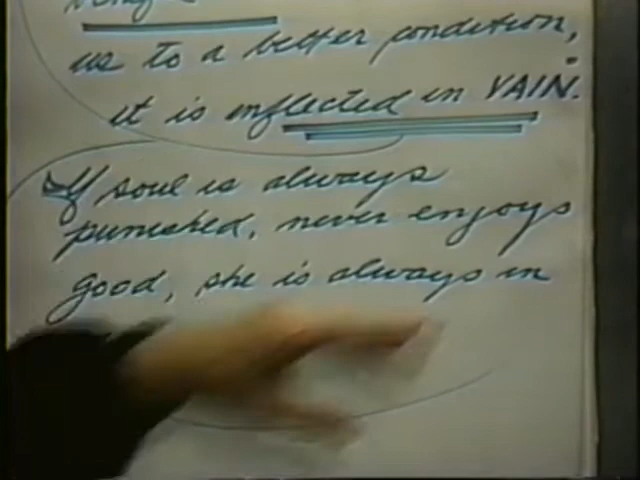 us to a better condition,
it is inflected in VAIN.
If soul is always
punished, never enjoys
good, she is always in